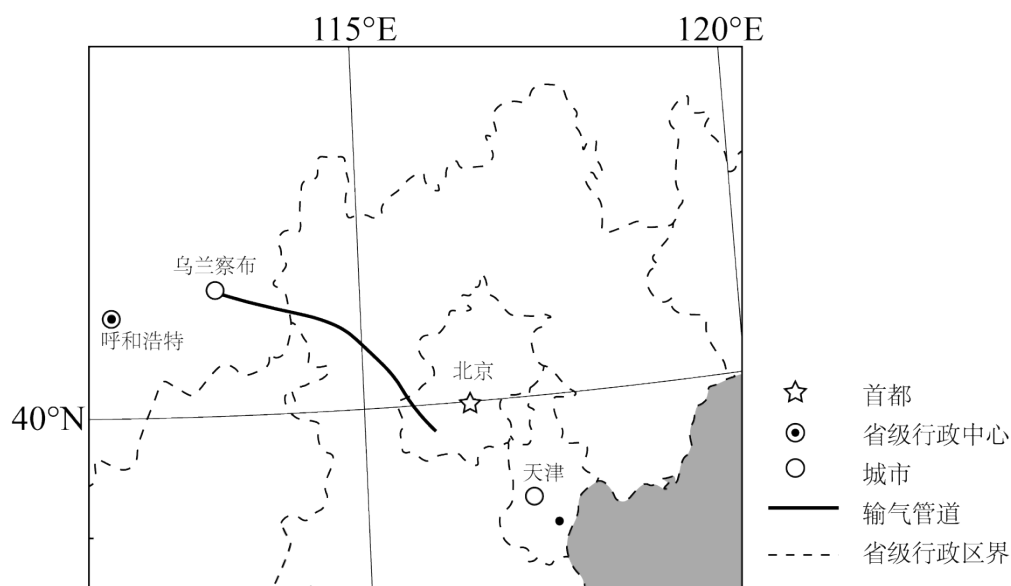 115°E
120°E
乌兰察布
呼和浩特
北京
40°N
天津
首都
省级行政中心
城市
输气管道
省级行政区界